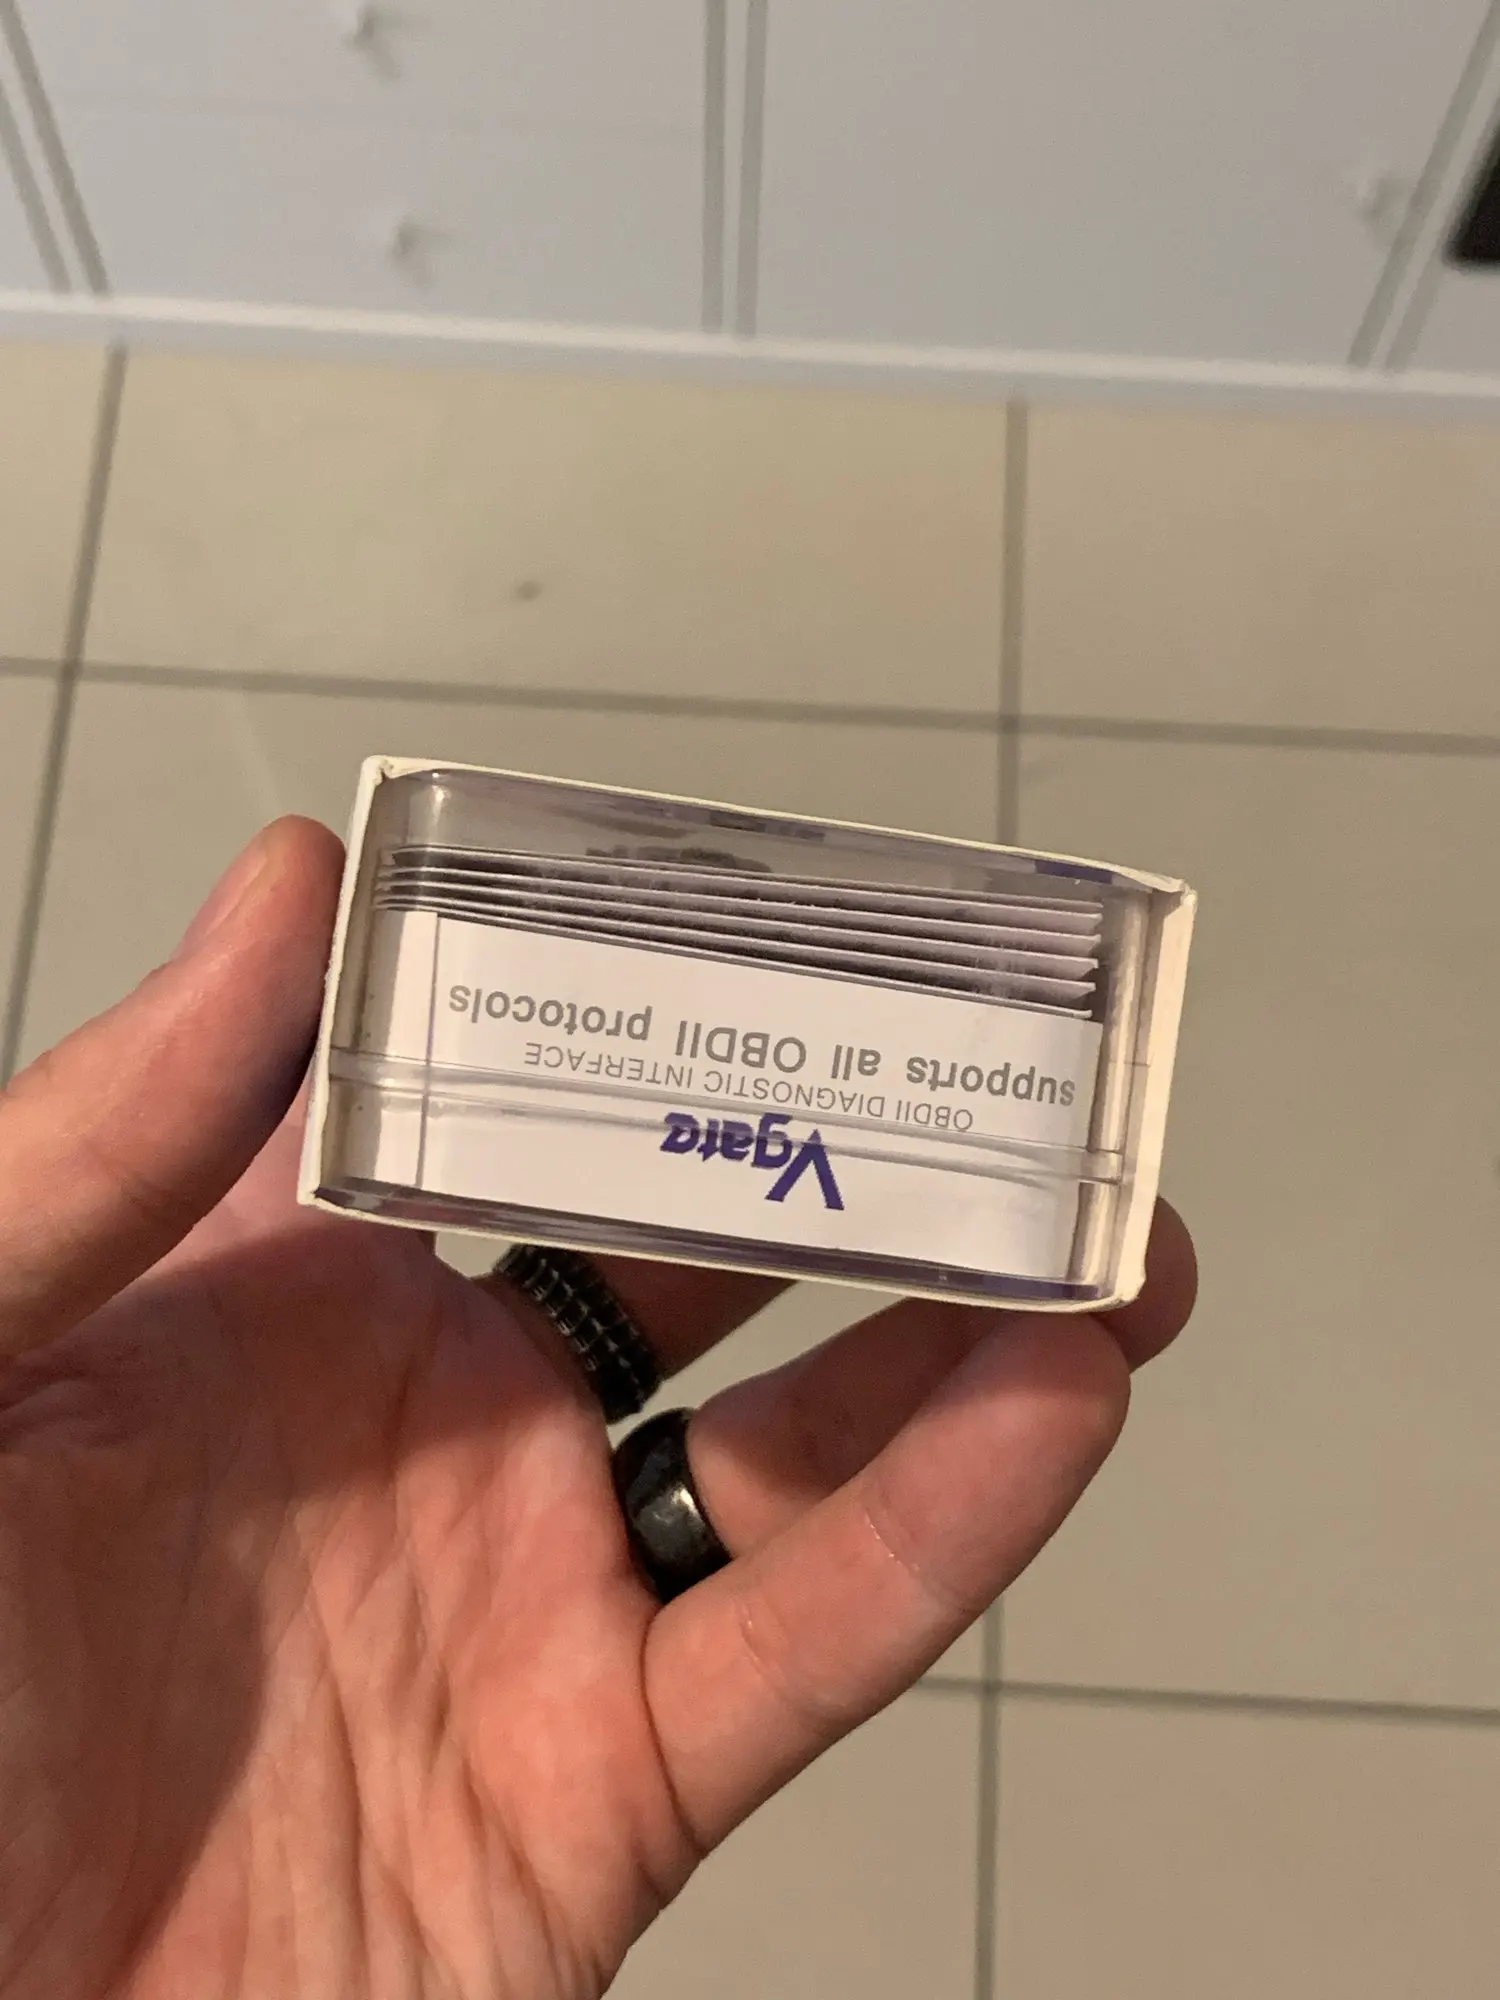 Vgate
OBDII DIAGNOSTIC INTERFACE
supports all OBDII protocols